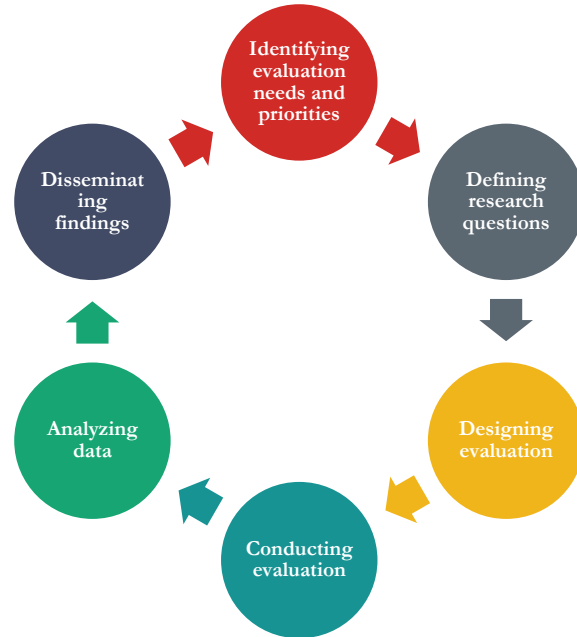 Identifying
evaluation
needs and
priorities
Defining
research
questions
Designing
evaluation
Conducting
evaluation
Analyzing
data
Disseminat
ing
findings